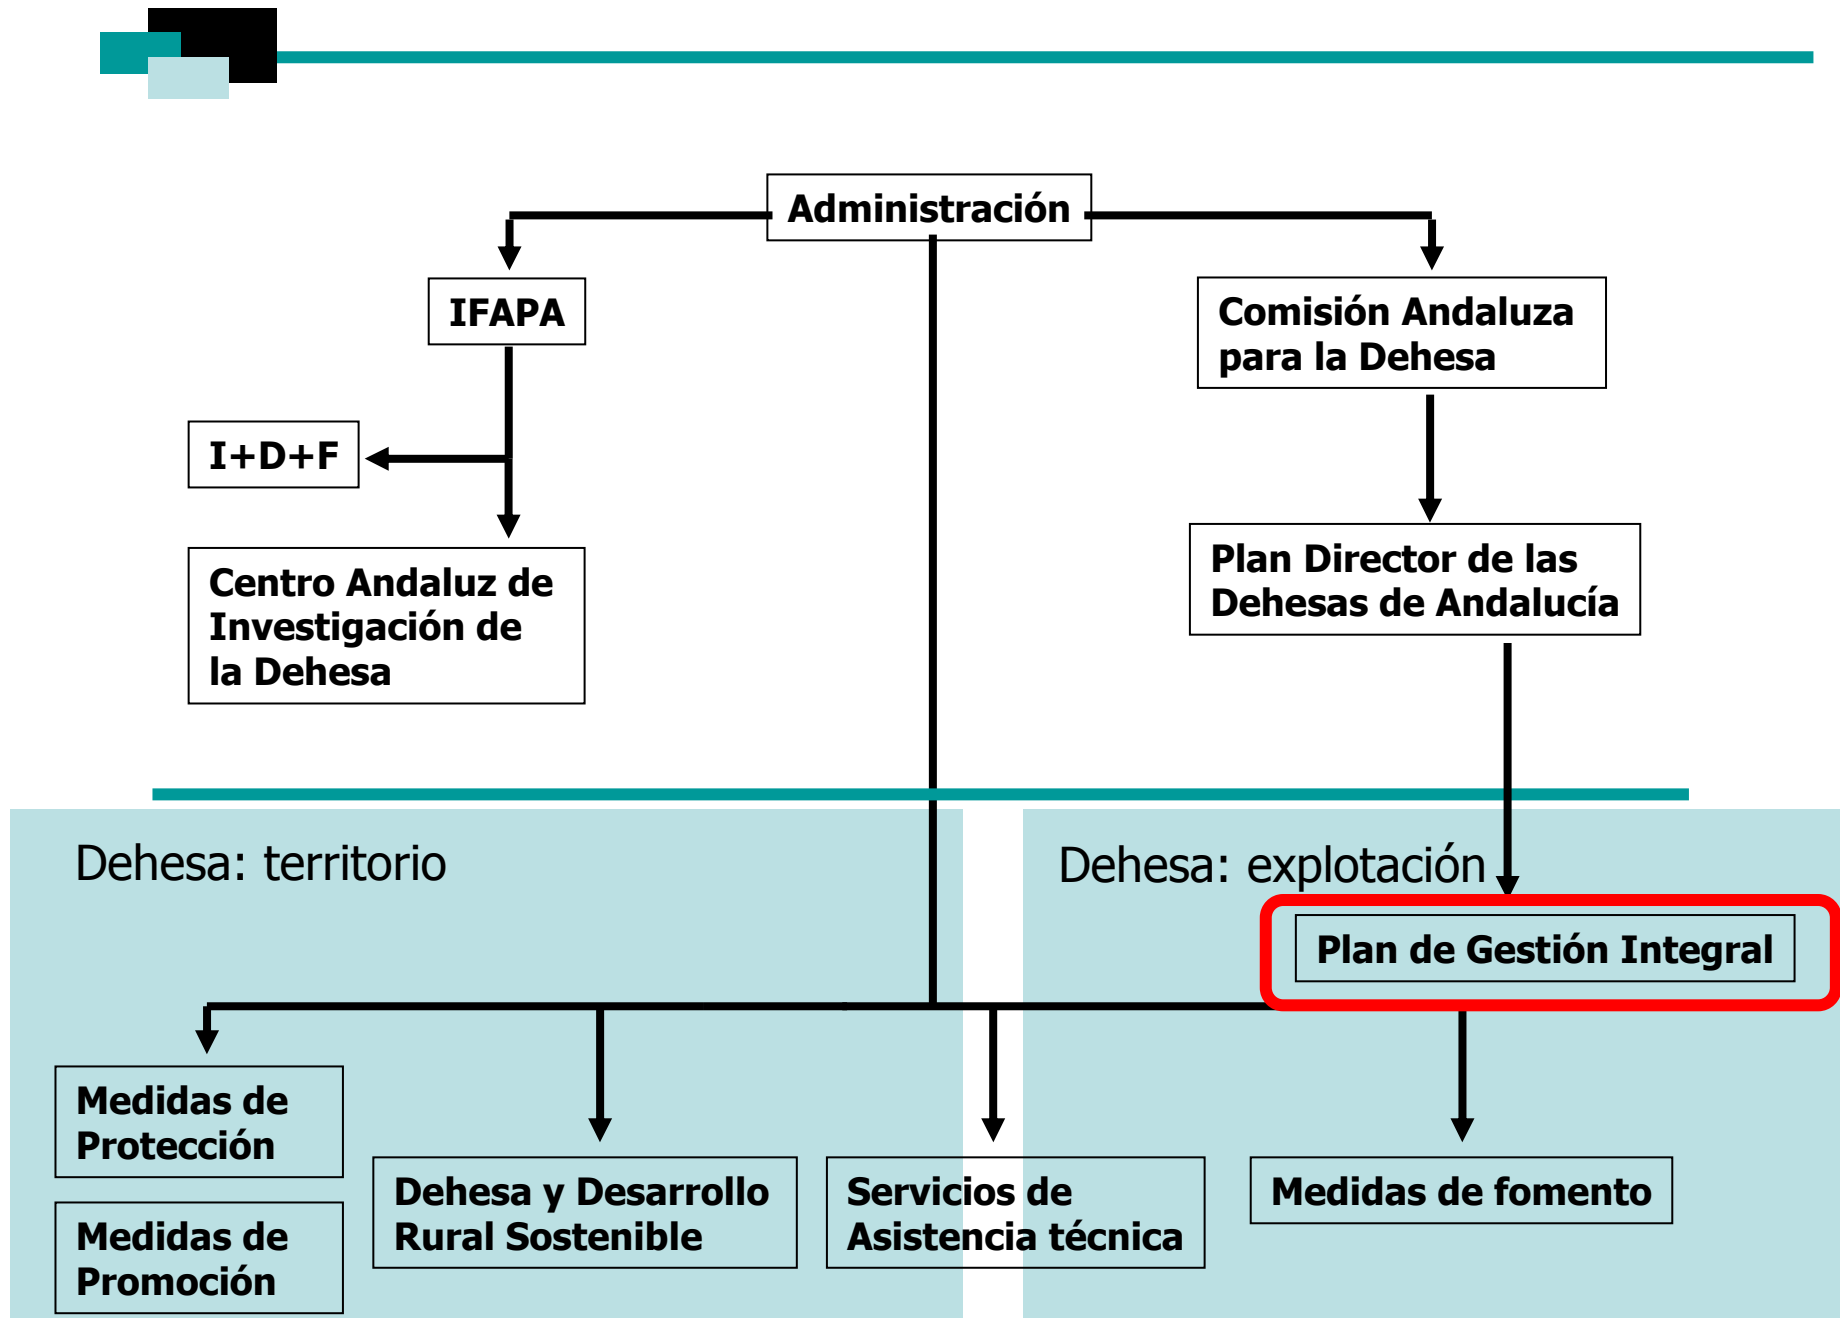 Administración
IFAPA
Comisión Andaluza
para la Dehesa
I+D+F
Centro Andaluz de
Investigación de
la Dehesa
Plan Director de las
Dehesas de Andalucía
Dehesa: territorio
Dehesa: explotación
Plan de Gestión Integral
Medidas de
Protección
Medidas de
Promoción
Dehesa y Desarrollo
Rural Sostenible
Servicios de
Asistencia técnica
Medidas de fomento